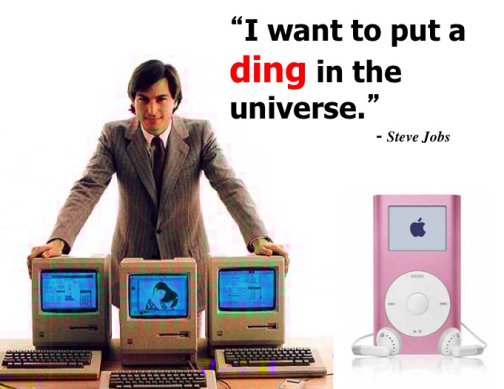 “I want to put a
ding in the
universe.”
- Steve Jobs